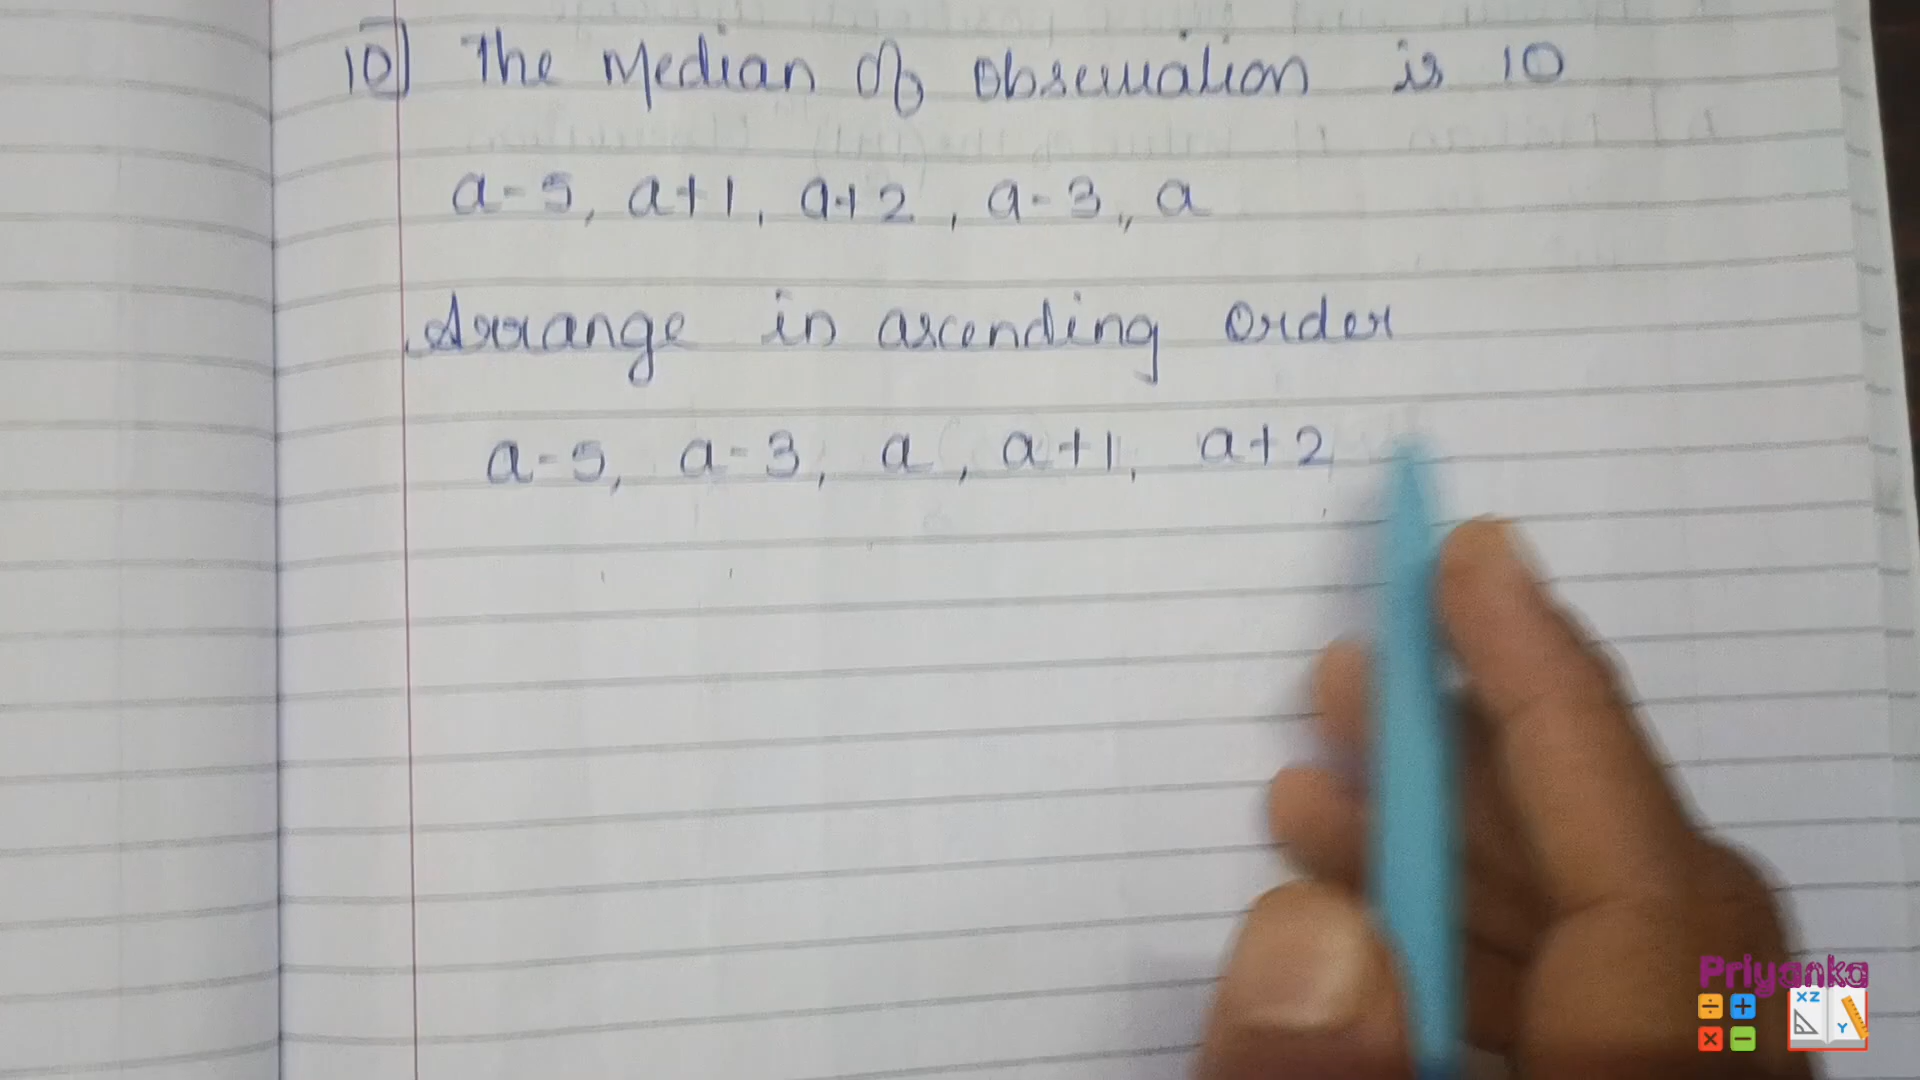 10) The Median of Observation is 10
a-5, a+1, a+2, a-3,, a
Arrange in ascending order
a-5, a-3, a, a+1, a+2
Priyanka
÷ +
× −
XZ
Y